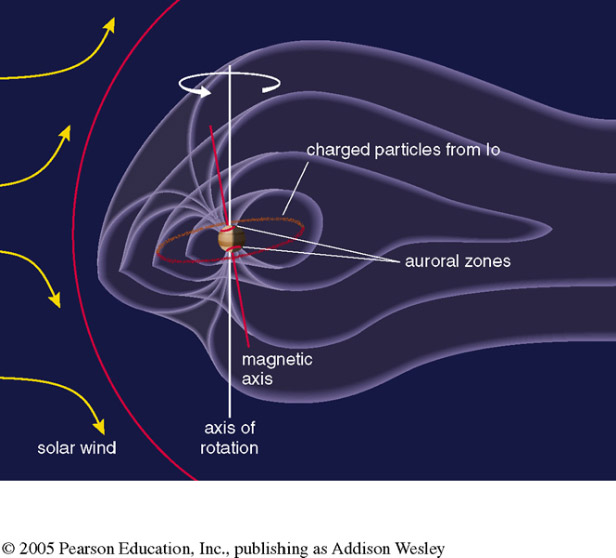 charged particles from Io
auroral zones
magnetic
axis
axis of
rotation
solar wind
© 2005 Pearson Education, Inc., publishing as Addison Wesley